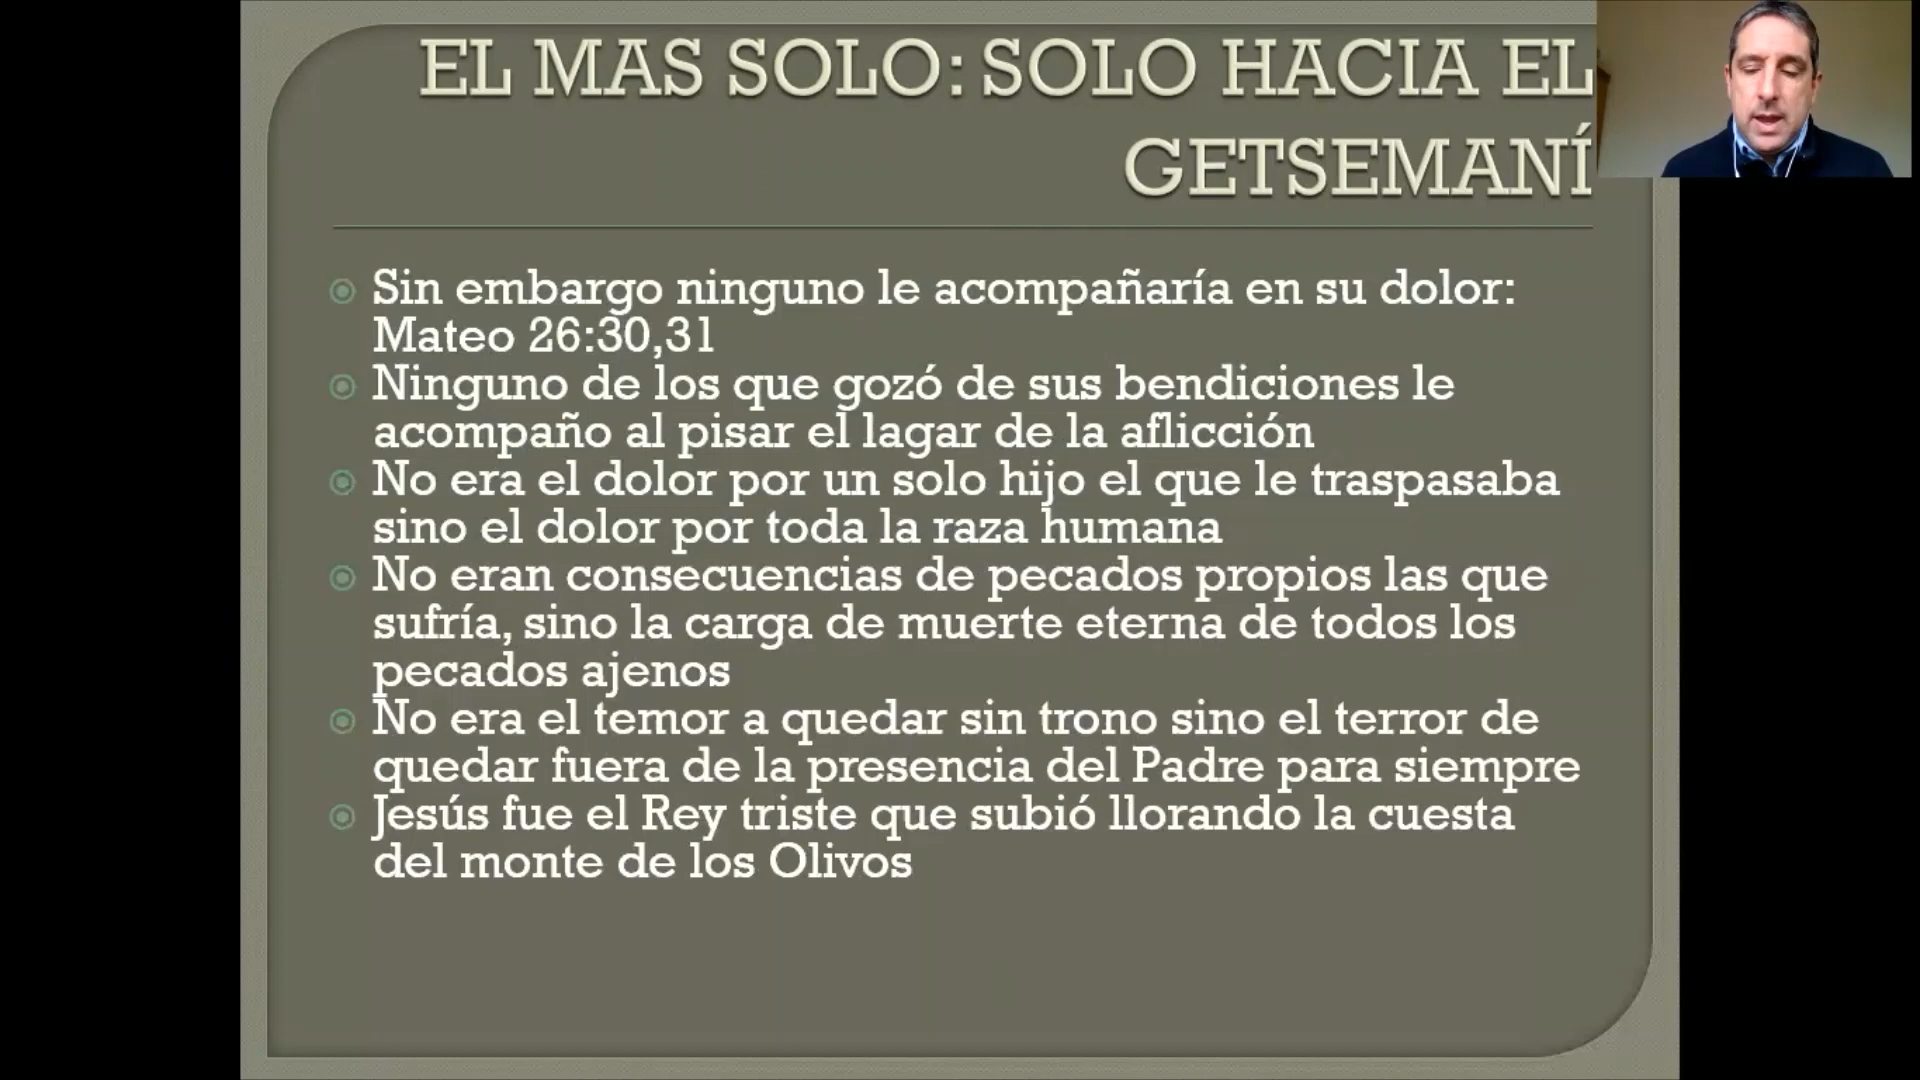 EL MAS SOLO: SOLO HACIA EL
GETSEMANÍ
Sin embargo ninguno le acompañaría en su dolor:
Mateo 26:30,31
Ninguno de los que gozó de sus bendiciones le
acompaño al pisar el lagar de la aflicción
No era el dolor por un solo hijo el que le traspasaba
sino el dolor por toda la raza humana
No eran consecuencias de pecados propios las que
sufría, sino la carga de muerte eterna de todos los
pecados ajenos
No era el temor a quedar sin trono sino el terror de
quedar fuera de la presencia del Padre para siempre
Jesús fue el Rey triste que subió llorando la cuesta
del monte de los Olivos